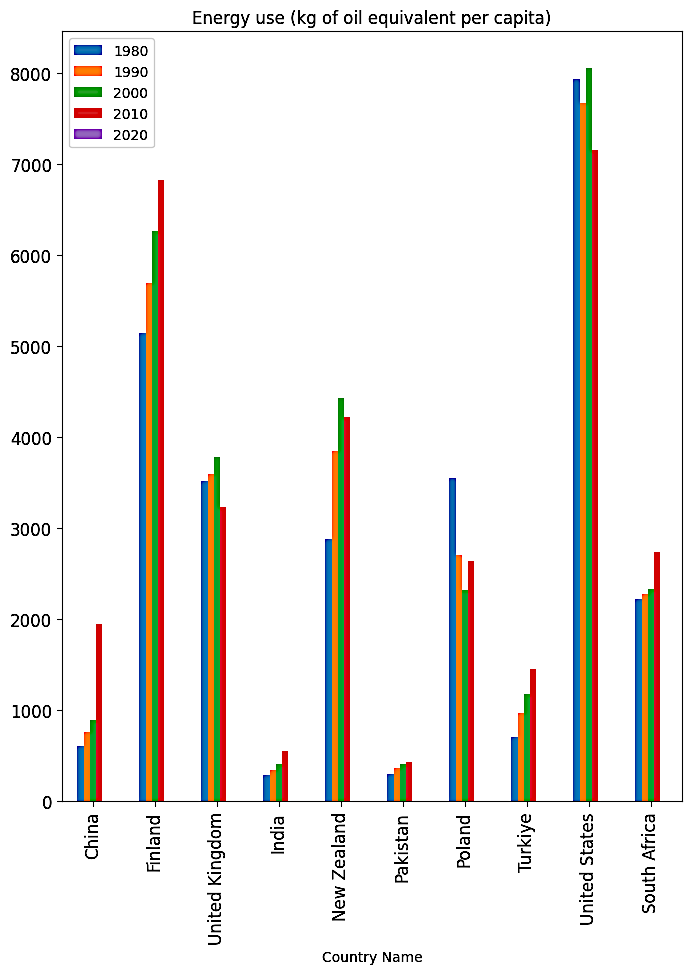 Energy use (kg of oil equivalent per capita)
1980
1990
2000
2010
2020
8000
7000
6000
5000
4000
3000
2000
1000
0
China
Finland
United Kingdom
India
New Zealand
Pakistan
Poland
Turkiye
United States
South Africa
Country Name